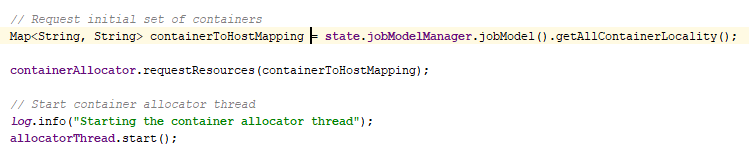 // Request initial set of containers
Map<String, String> containerToHostMapping = state.jobModelManager.jobModel().getAllContainerLocality();
containerAllocator.requestResources(containerToHostMapping);
// Start container allocator thread
log.info("Starting the container allocator thread");
allocatorThread.start();